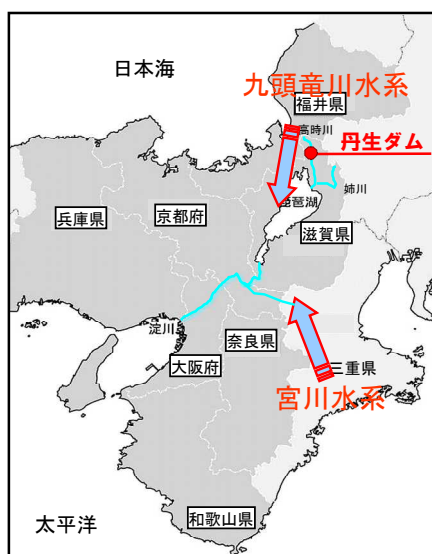 日本海
九頭竜川水系
福井県
高時川
丹生ダム
姉川
琵琶湖
兵庫県
京都府
滋賀県
淀川
奈良県
大阪府
三重県
宮川水系
和歌山県
太平洋